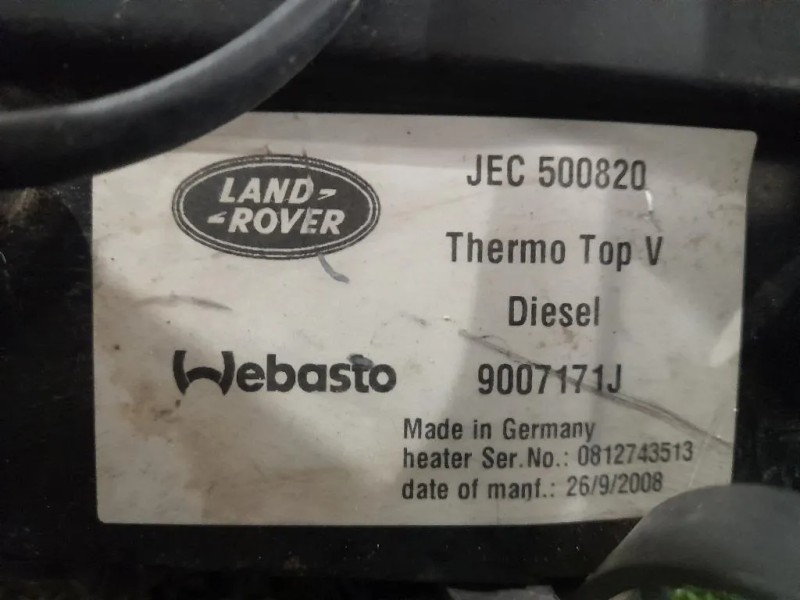 LAND
ROVER
JEC 500820
Thermo Top V
Diesel
Webasto
9007171J
Made in Germany
heater Ser.No.: 0812743513
date of manf.: 26/9/2008